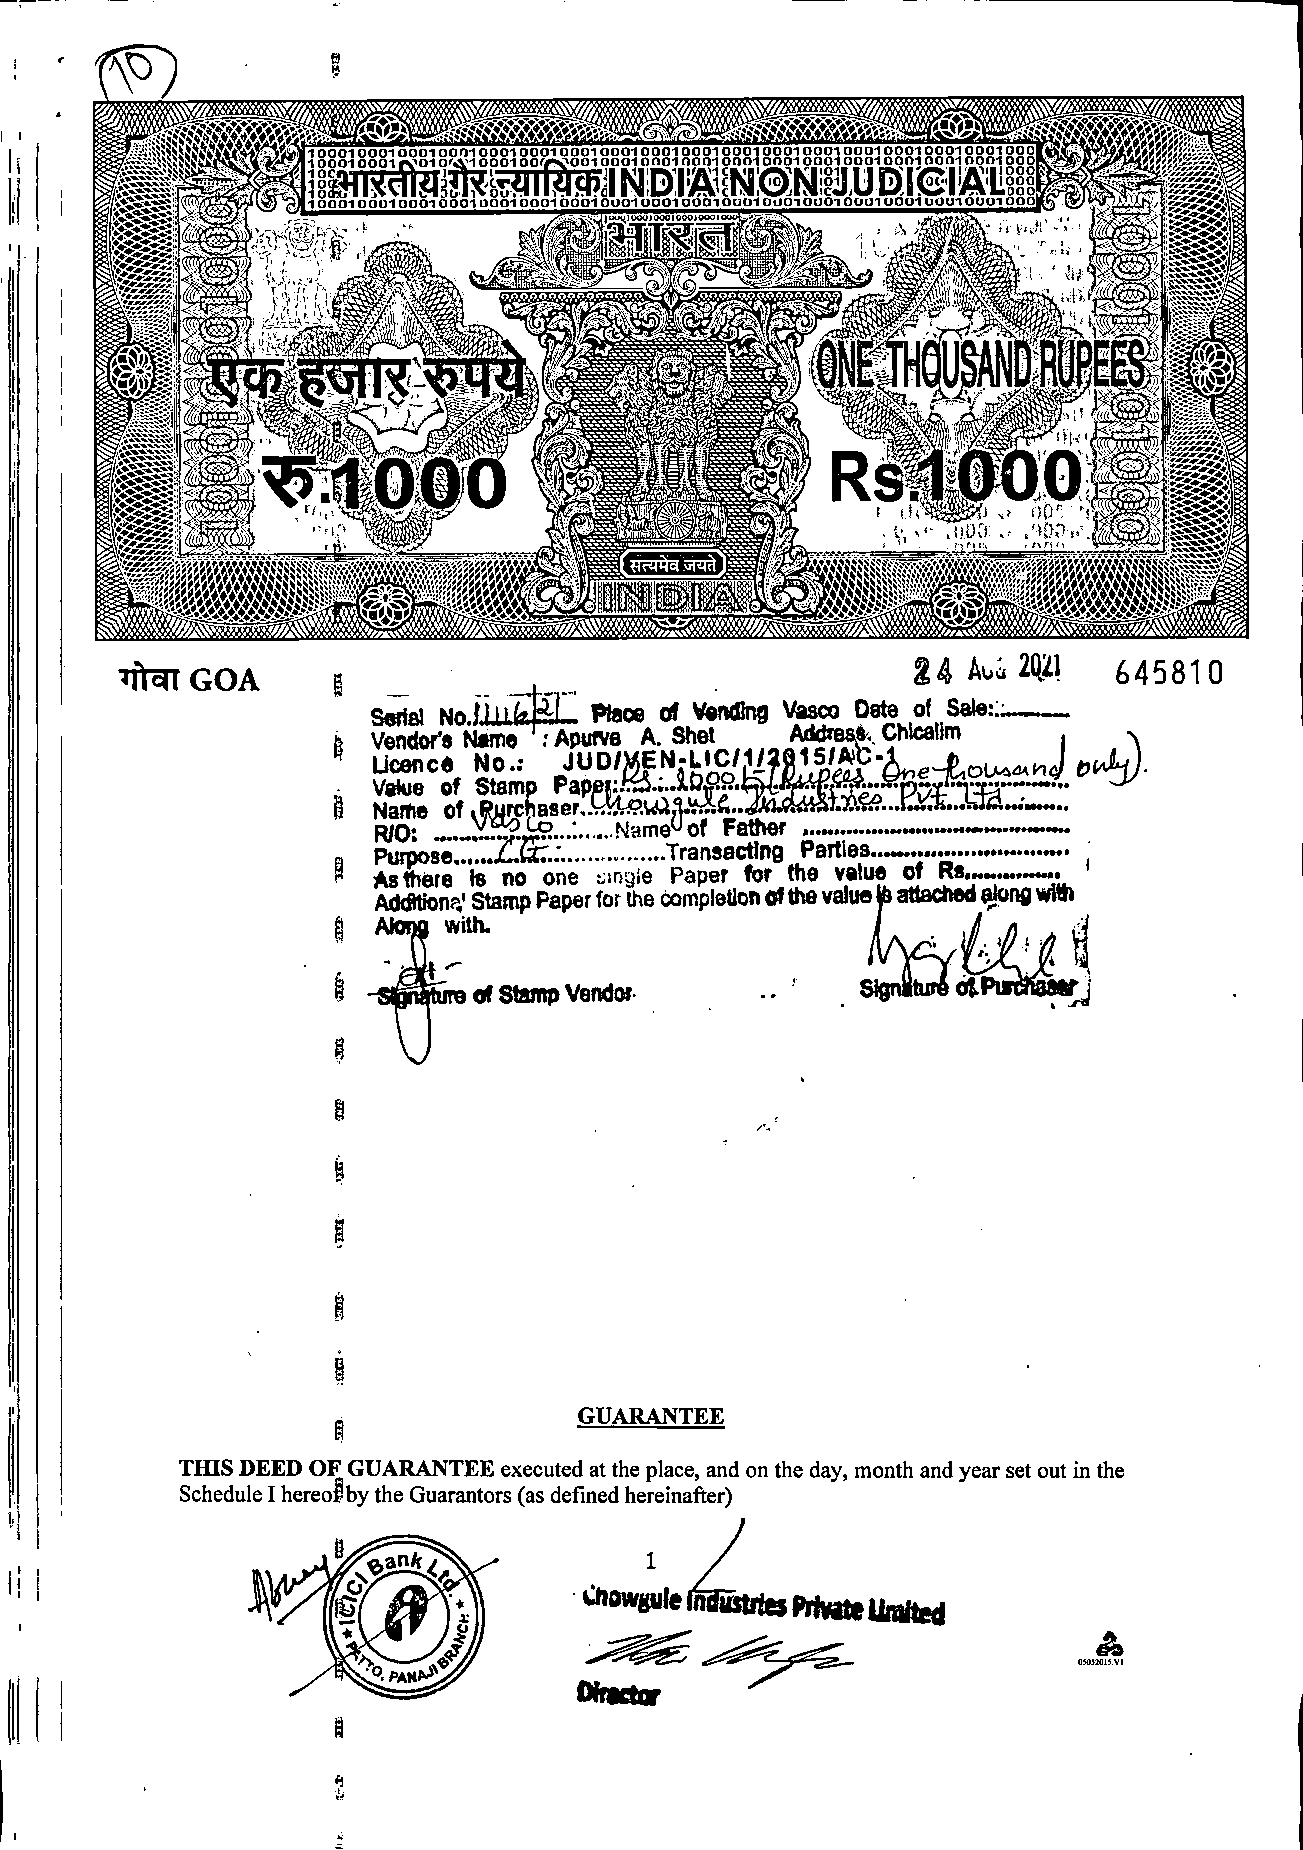 10
भारतीय गैर न्यायिक INDIA NON JUDICIAL
भारत
एक हजार रुपये
ONE THOUSAND RUPEES
रु.1000
Rs.1000
सत्यमेव जयते
INDIA
गोवा GOA
24 AUG 2021
645810
Serial No. Place of Vending Vasco Date of Sale:
Vendor's Name : Apurva A. Shet Address. Chicalim
Licence No.: JUD/VEN-LIC/1/2015/AC-1
Value of Stamp Paper: Rs. 1000/- (Rupees One thousand only).
Name of Purchaser Chowgule Industries Pvt Ltd
R/O: Vasco Name of Father
Purpose Transacting Parties
As there is no one single Paper for the value of Rs.
Additional Stamp Paper for the completion of the value is attached along with
Along with.
Signature of Stamp Vendor.
Signature of Purchaser
GUARANTEE
THIS DEED OF GUARANTEE executed at the place, and on the day, month and year set out in the
Schedule I hereof by the Guarantors (as defined hereinafter)
1
ICICI Bank Ltd.
PATTO, PANAJI BRANCH
Chowgule Industries Private Limited
Director
05052015.V1